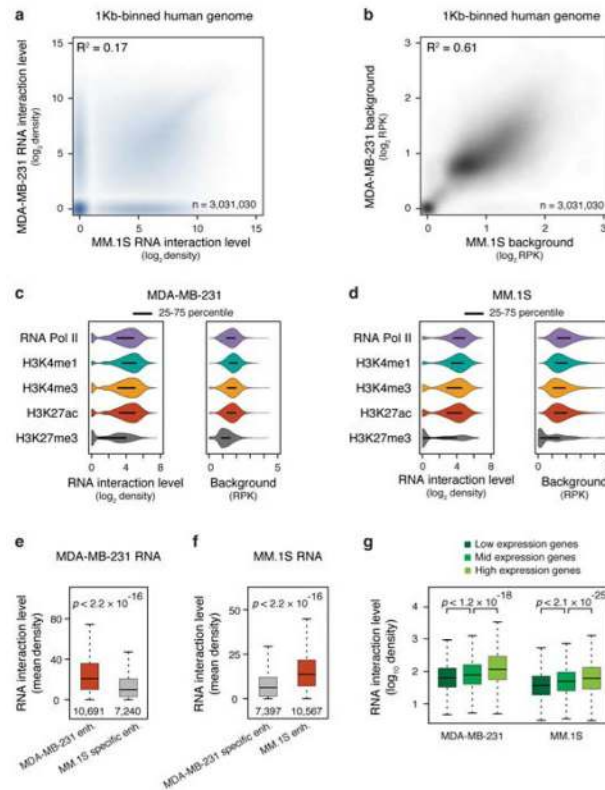 a
1Kb-binned human genome
R² = 0.17
MDA-MB-231 RNA interaction level
(log₂ density)
15
10
5
0
n = 3,031,030
0 5 10 15
MM.1S RNA interaction level
(log₂ density)
b
1Kb-binned human genome
R² = 0.61
MDA-MB-231 background
(log₂ RPK)
3
2
1
0
n = 3,031,030
0 1 2 3
MM.1S background
(log₂ RPK)
c
MDA-MB-231
25-75 percentile
RNA Pol II
H3K4me1
H3K4me3
H3K27ac
H3K27me3
0 4 8
RNA interaction level
(log₂ density)
0 5
Background
(RPK)
d
MM.1S
25-75 percentile
RNA Pol II
H3K4me1
H3K4me3
H3K27ac
H3K27me3
0 4 8
RNA interaction level
(log₂ density)
0
Background
(RPK)
e
MDA-MB-231 RNA
p < 2.2 × 10⁻¹⁶
RNA interaction level
(mean density)
80
40
0
10,691 7,240
MDA-MB-231 enh.
MM.1S specific enh.
f
MM.1S RNA
p < 2.2 × 10⁻¹⁶
RNA interaction level
(mean density)
50
25
0
7,397 10,567
MDA-MB-231 specific enh.
MM.1S enh.
g
Low expression genes
Mid expression genes
High expression genes
p < 1.2 × 10⁻¹⁸
p < 2.1 × 10⁻²⁵
RNA interaction level
(log₁₀ density)
4
3
2
1
0
MDA-MB-231 MM.1S